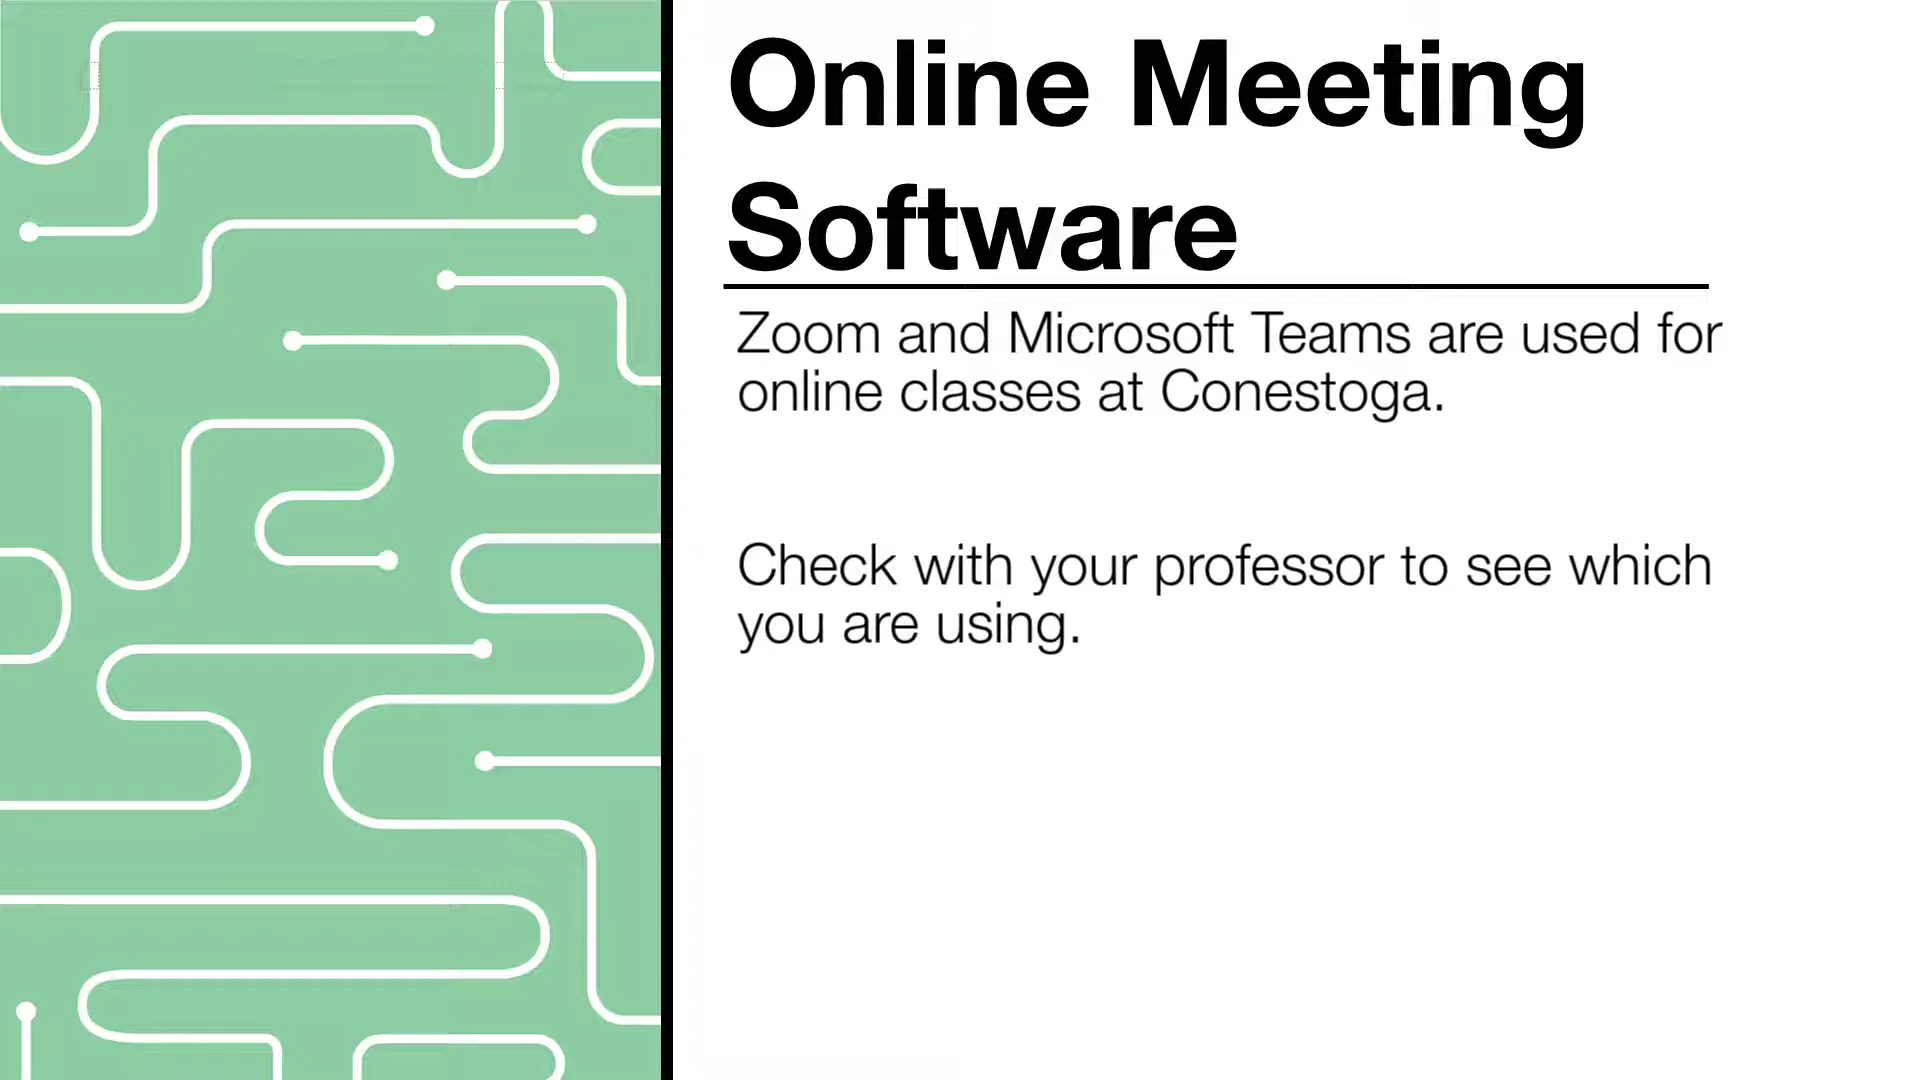 Online Meeting
Software
Zoom and Microsoft Teams are used for
online classes at Conestoga.
Check with your professor to see which
you are using.